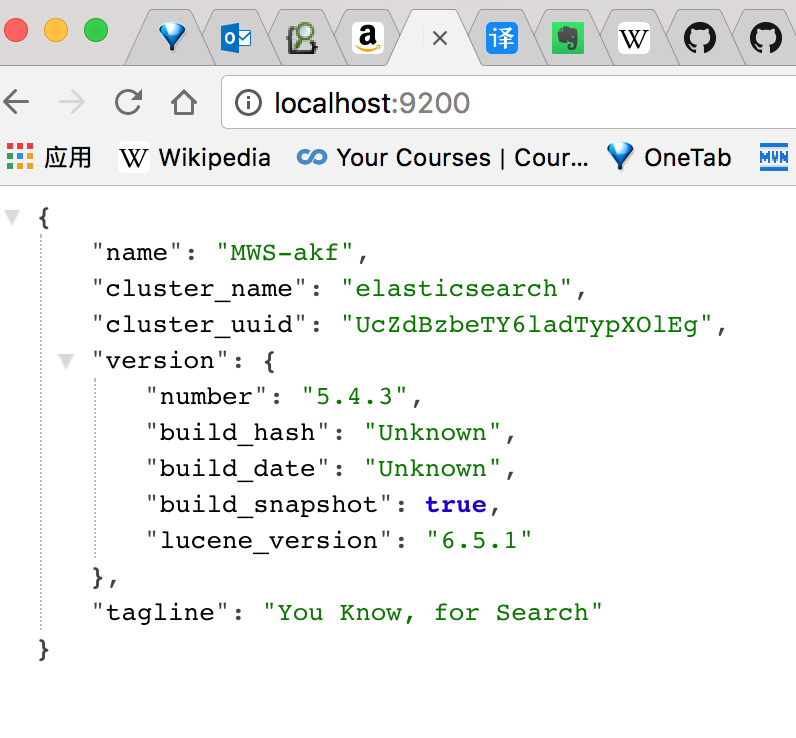 a
译
W
localhost:9200
应用
W Wikipedia
Your Courses | Cour...
OneTab
MVN
{
"name": "MWS-akf",
"cluster_name": "elasticsearch",
"cluster_uuid": "UcZdBzbeTY6ladTypXOlEg",
"version": {
"number": "5.4.3",
"build_hash": "Unknown",
"build_date": "Unknown",
"build_snapshot": true,
"lucene_version": "6.5.1"
},
"tagline": "You Know, for Search"
}